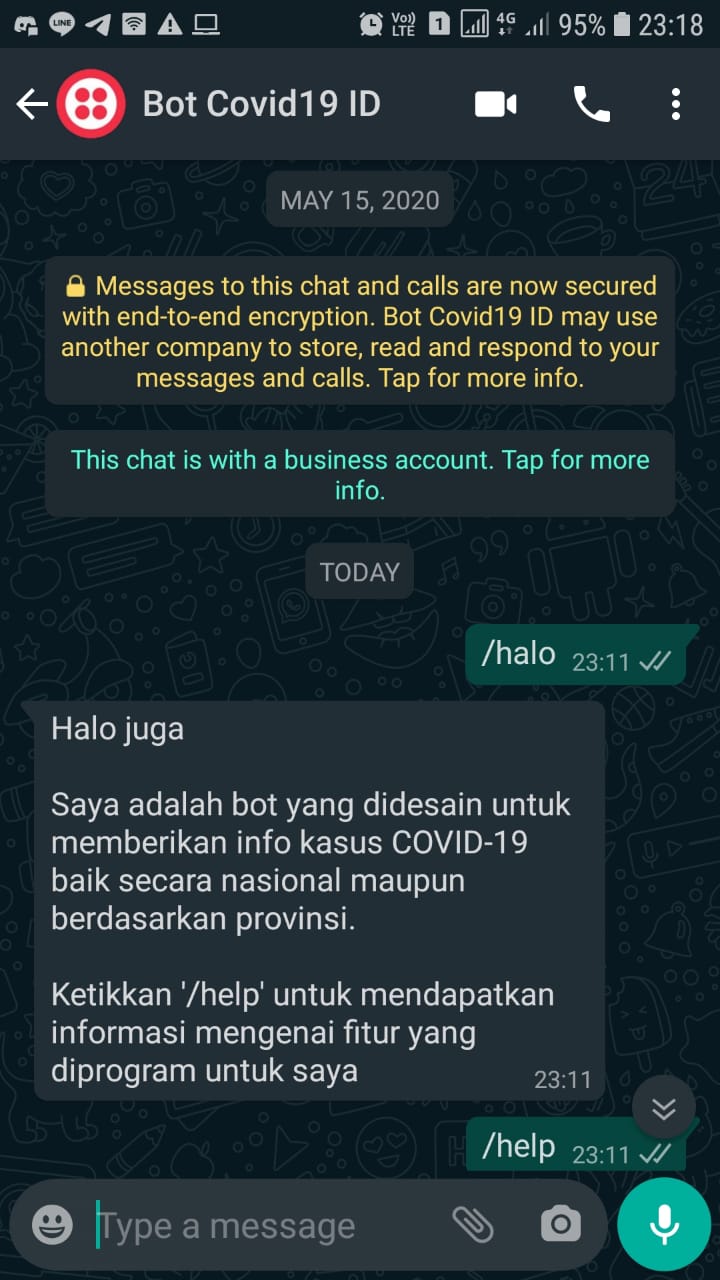 LINE
Vo))
LTE
1
4G
95%
23:18
Bot Covid19 ID
MAY 15, 2020
Messages to this chat and calls are now secured
with end-to-end encryption. Bot Covid19 ID may use
another company to store, read and respond to your
messages and calls. Tap for more info.
This chat is with a business account. Tap for more
info.
TODAY
/halo 23:11
Halo juga
Saya adalah bot yang didesain untuk
memberikan info kasus COVID-19
baik secara nasional maupun
berdasarkan provinsi.
Ketikkan '/help' untuk mendapatkan
informasi mengenai fitur yang
diprogram untuk saya
23:11
/help 23:11
Type a message